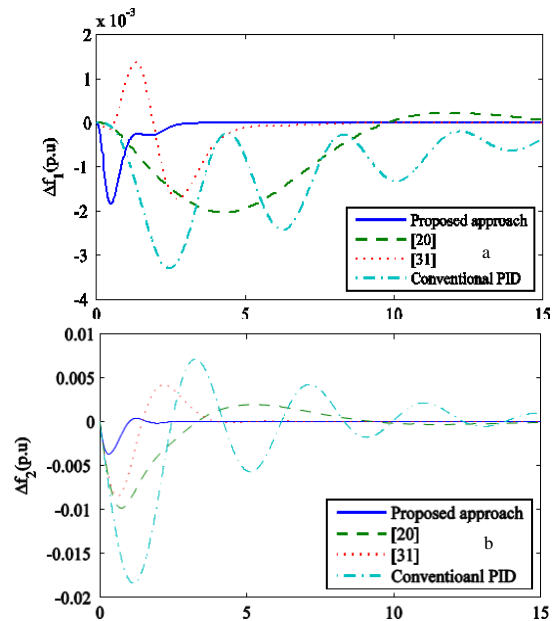 x 10⁻³
2
1
0
-1
-2
-3
-4
Δf₁(p.u)
Proposed approach
[20]
[31]
Conventional PID
a
0 5 10 15
0.01
0.005
0
-0.005
-0.01
-0.015
-0.02
Δf₂(p.u)
Proposed approach
[20]
[31]
Conventioanl PID
b
0 5 10 15